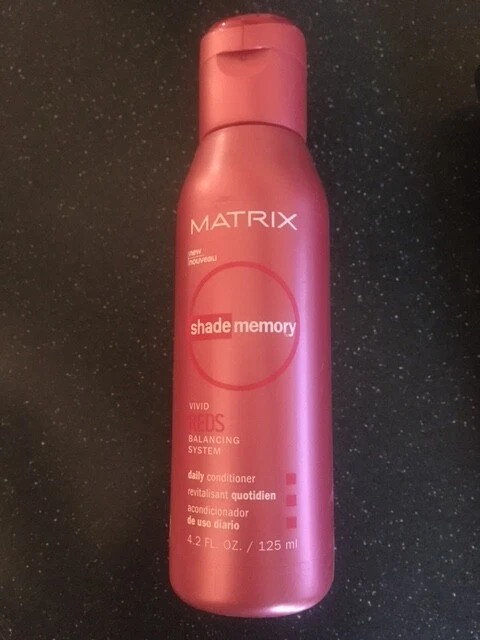 MATRIX
new
nouveau
shade memory
VIVID
REDS
BALANCING
SYSTEM
daily conditioner
revitalisant quotidien
acondicionador
de uso diario
4.2 FL. OZ. / 125 ml